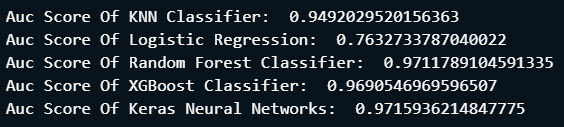 Auc Score Of KNN Classifier:  0.9492029520156363
Auc Score Of Logistic Regression:  0.7632733787040022
Auc Score Of Random Forest Classifier:  0.9711789104591335
Auc Score Of XGBoost Classifier:  0.9690546969596507
Auc Score Of Keras Neural Networks:  0.9715936214847775